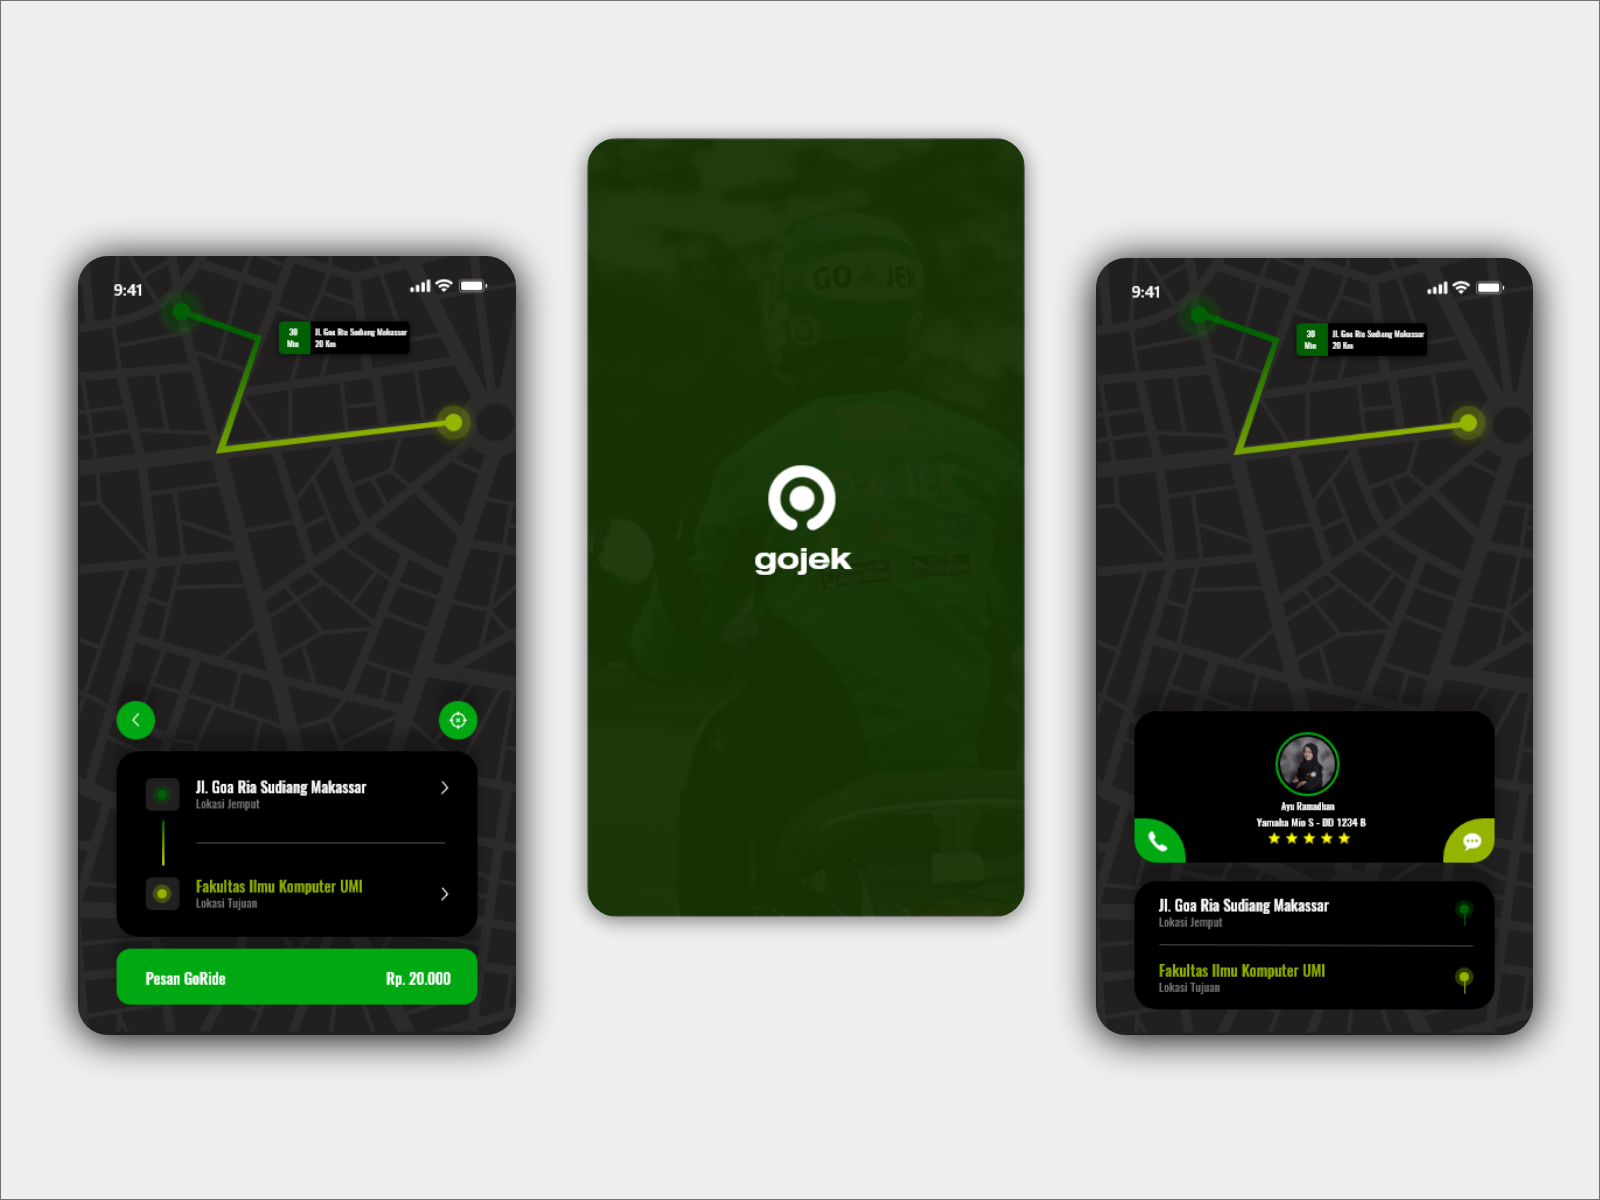 9:41
30
Min
Jl. Goa Ria Sudiang Makassar
20 Km
Jl. Goa Ria Sudiang Makassar
Lokasi Jemput
Fakultas Ilmu Komputer UMI
Lokasi Tujuan
Pesan GoRide
Rp. 20.000
GO JEK
GOJEK
gojek
9:41
30
Min
Jl. Goa Ria Sudiang Makassar
20 Km
Ayu Ramadhan
Yamaha Mio S - DD 1234 B
Jl. Goa Ria Sudiang Makassar
Lokasi Jemput
Fakultas Ilmu Komputer UMI
Lokasi Tujuan